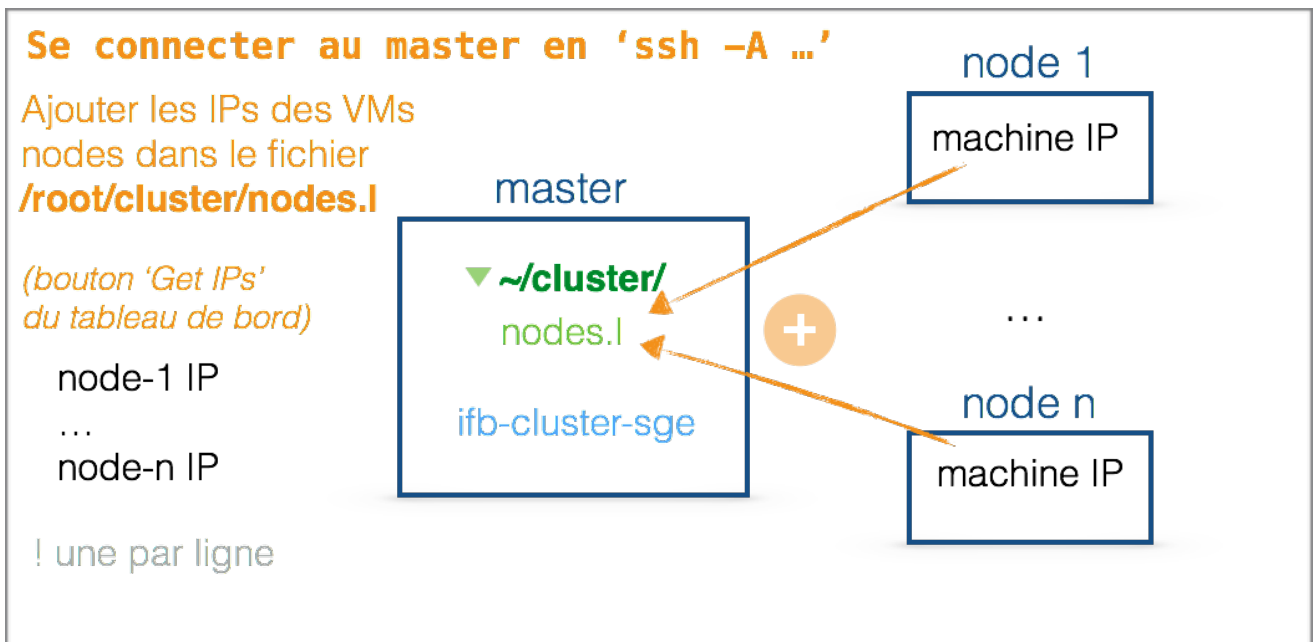 Se connecter au master en ‘ssh –A …’
Ajouter les IPs des VMs
nodes dans le fichier
/root/cluster/nodes.l
(bouton ‘Get IPs’
du tableau de bord)
node-1 IP
…
node-n IP
! une par ligne
master
~/cluster/
nodes.l
ifb-cluster-sge
+
node 1
machine IP
…
node n
machine IP